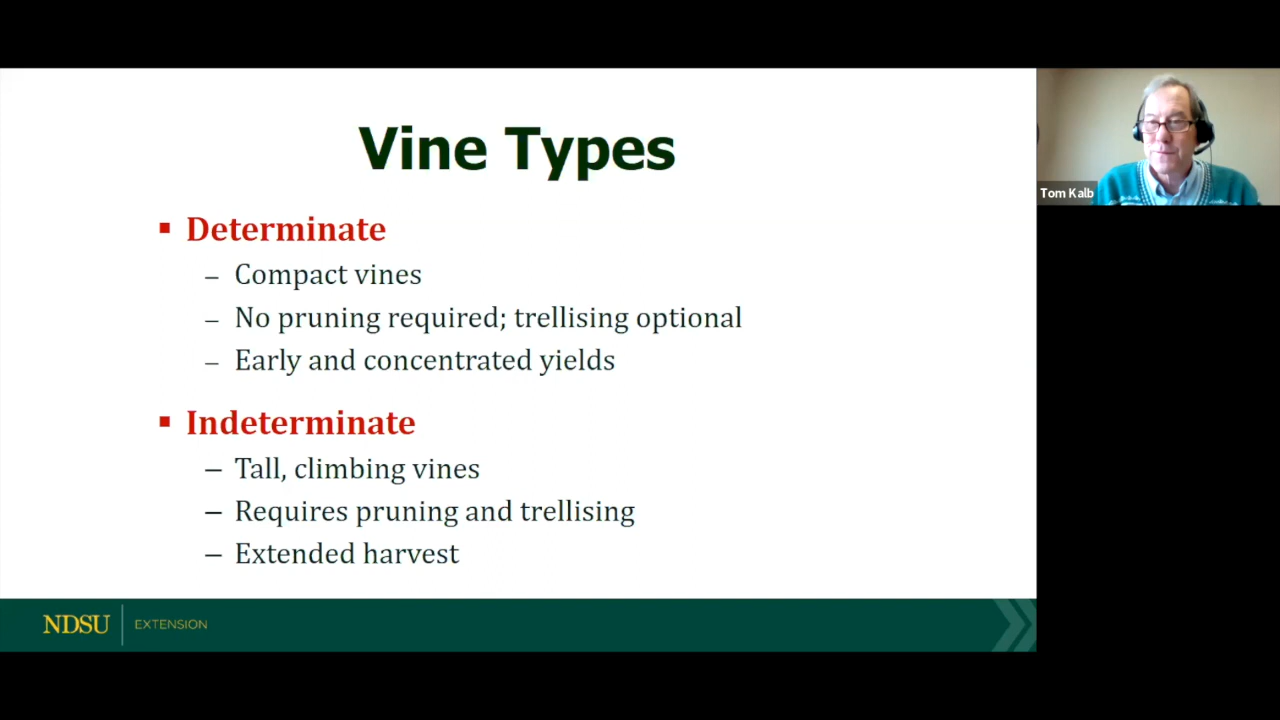 Vine Types
▪ Determinate
– Compact vines
– No pruning required; trellising optional
– Early and concentrated yields
▪ Indeterminate
– Tall, climbing vines
– Requires pruning and trellising
– Extended harvest
NDSU EXTENSION
Tom Kalb